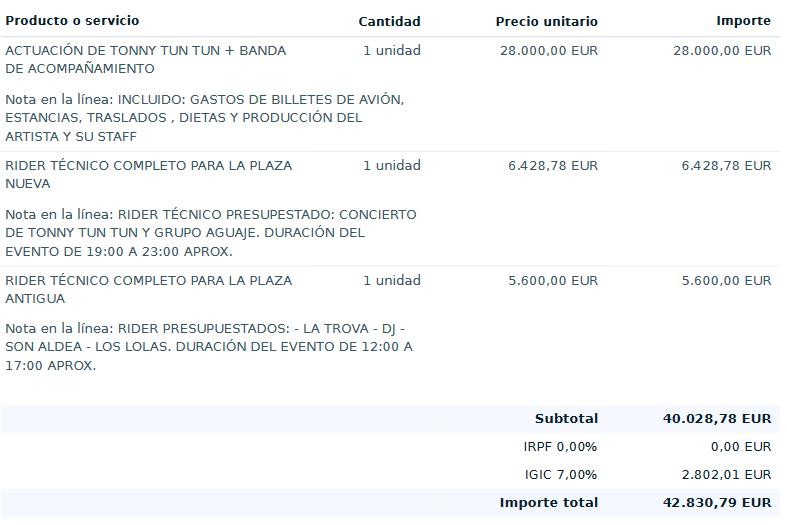 Producto o servicio Cantidad Precio unitario Importe
ACTUACIÓN DE TONNY TUN TUN + BANDA 1 unidad 28.000,00 EUR 28.000,00 EUR
DE ACOMPAÑAMIENTO
Nota en la línea: INCLUIDO: GASTOS DE BILLETES DE AVIÓN,
ESTANCIAS, TRASLADOS , DIETAS Y PRODUCCIÓN DEL
ARTISTA Y SU STAFF
RIDER TÉCNICO COMPLETO PARA LA PLAZA 1 unidad 6.428,78 EUR 6.428,78 EUR
NUEVA
Nota en la línea: RIDER TÉCNICO PRESUPESTADO: CONCIERTO
DE TONNY TUN TUN Y GRUPO AGUAJE. DURACIÓN DEL
EVENTO DE 19:00 A 23:00 APROX.
RIDER TÉCNICO COMPLETO PARA LA PLAZA 1 unidad 5.600,00 EUR 5.600,00 EUR
ANTIGUA
Nota en la línea: RIDER PRESUPUESTADOS: - LA TROVA - DJ -
SON ALDEA - LOS LOLAS. DURACIÓN DEL EVENTO DE 12:00 A
17:00 APROX.
Subtotal 40.028,78 EUR
IRPF 0,00% 0,00 EUR
IGIC 7,00% 2.802,01 EUR
Importe total 42.830,79 EUR